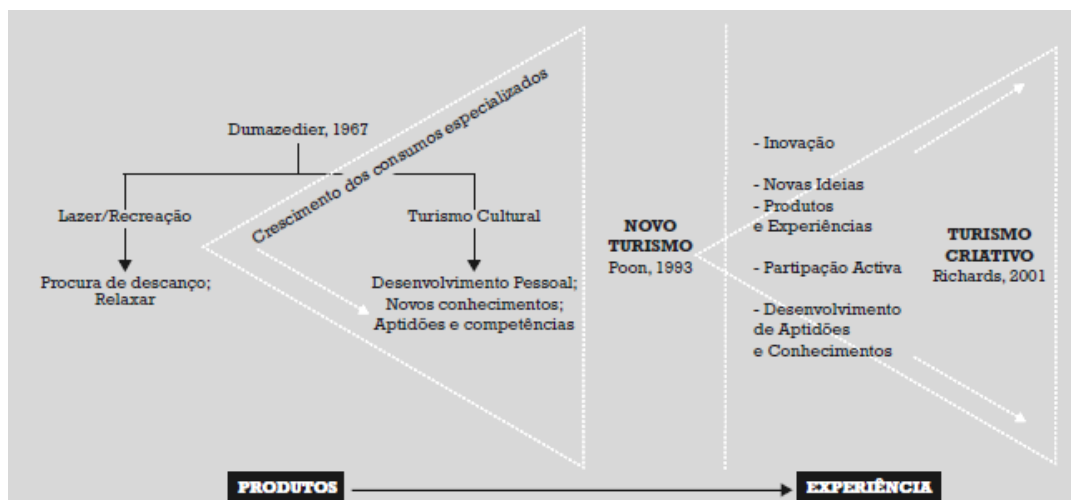 Dumazedier, 1967
Lazer/Recreação
Procura de descanço;
Relaxar
Crescimento dos consumos especializados
Turismo Cultural
Desenvolvimento Pessoal;
Novos conhecimentos;
Aptidões e competências
NOVO
TURISMO
Poon, 1993
- Inovação
- Novas Ideias
- Produtos
e Experiências
- Partipação Activa
- Desenvolvimento
de Aptidões
e Conhecimentos
TURISMO
CRIATIVO
Richards, 2001
PRODUTOS
EXPERIÊNCIA